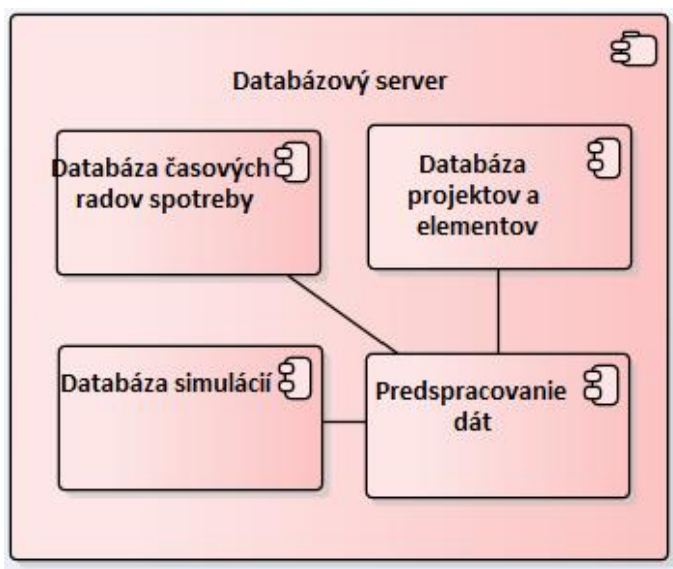 Databázový server
Databáza časových
radov spotreby
Databáza
projektov a
elementov
Databáza simulácií
Predspracovanie
dát